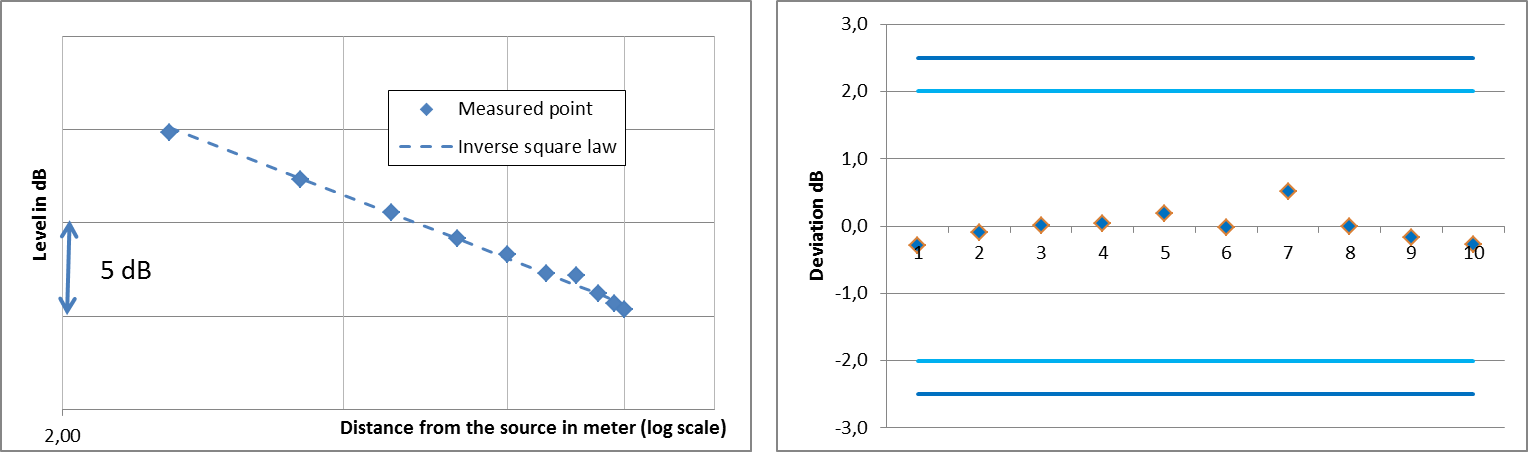 Measured point
Inverse square law
Level in dB
5 dB
2,00
Distance from the source in meter (log scale)
3,0
2,0
1,0
0,0
-1,0
-2,0
-3,0
Deviation dB
1 2 3 4 5 6 7 8 9 10